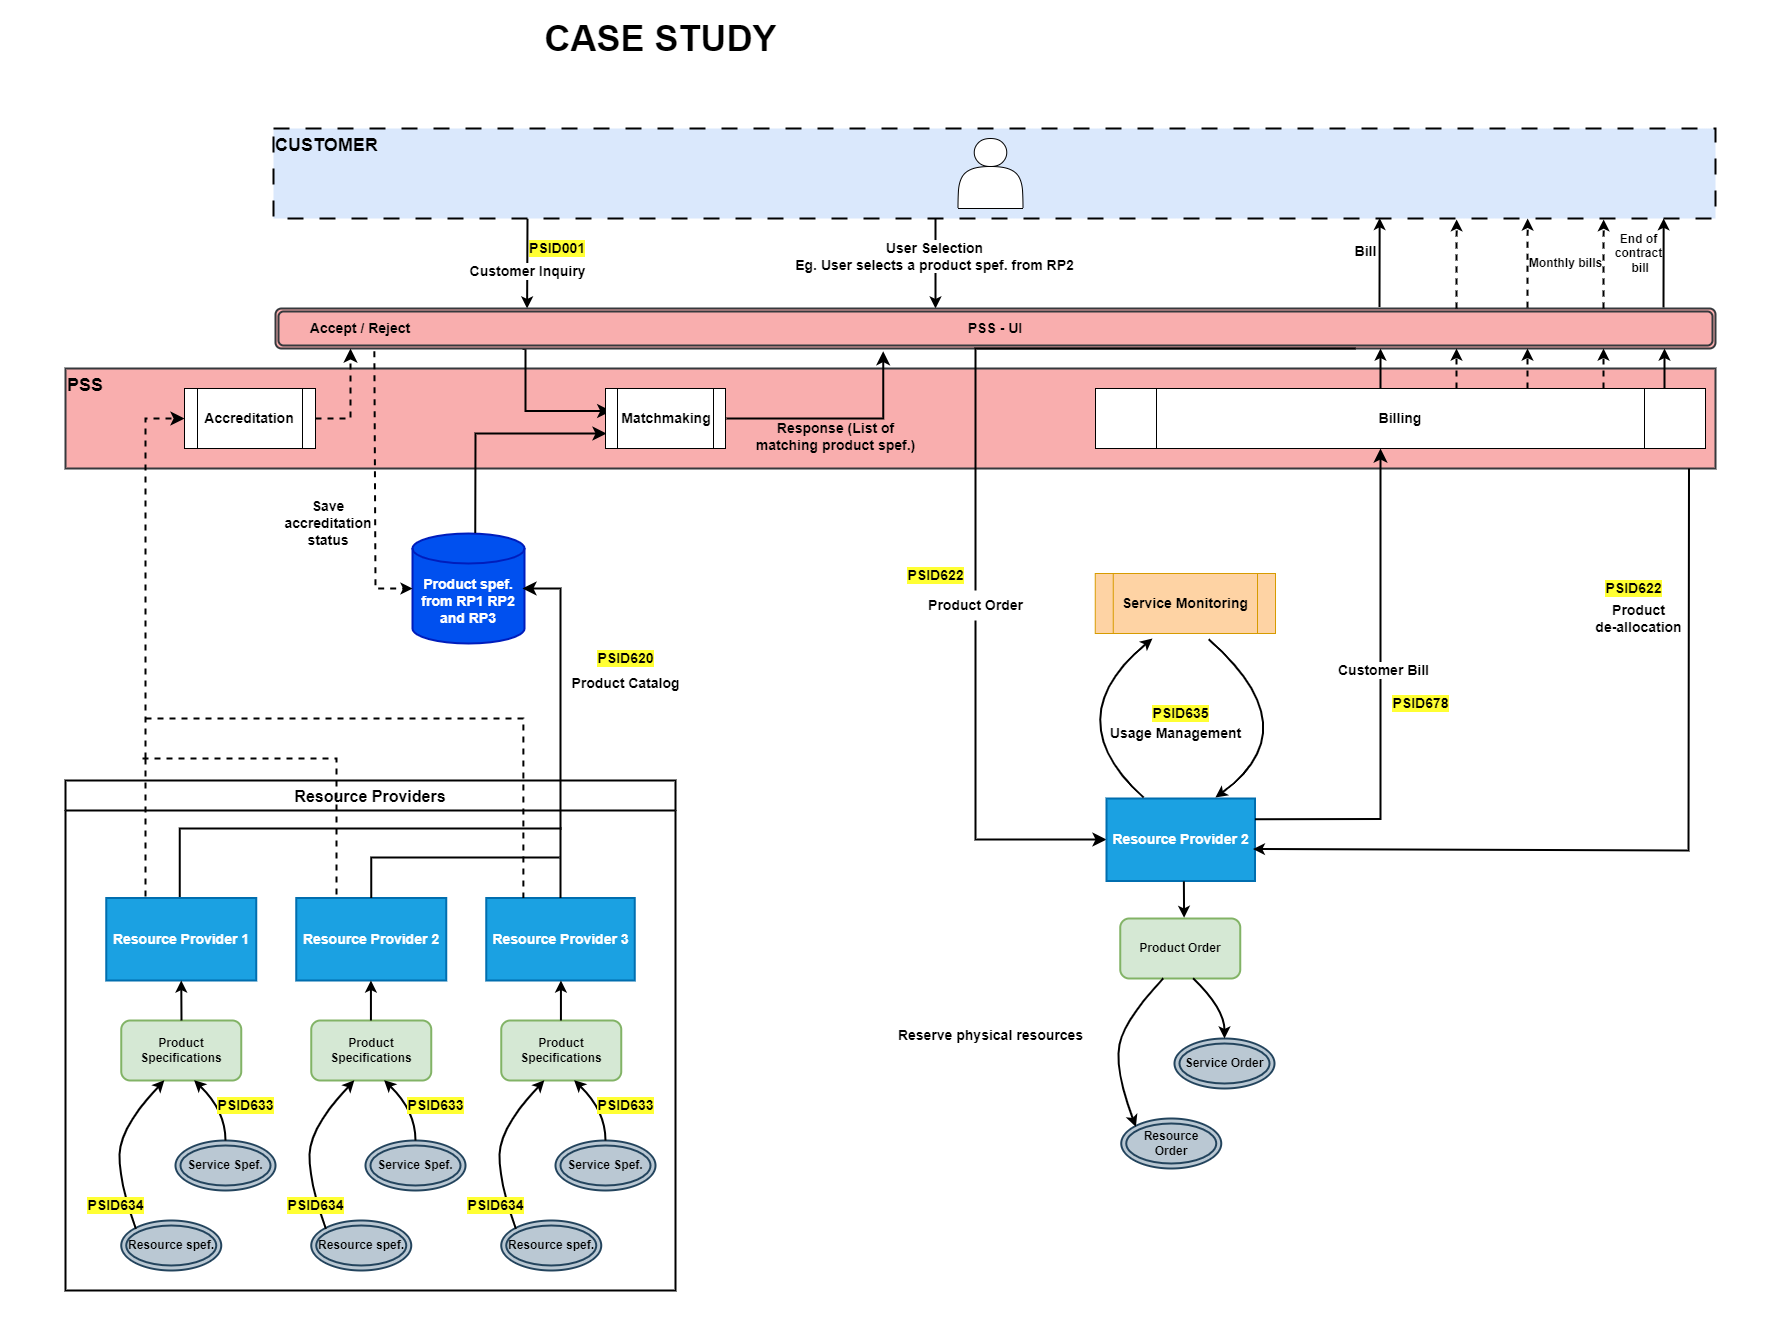 CASE STUDY
CUSTOMER
PSID001
Customer Inquiry
User Selection
Eg. User selects a product spef. from RP2
Bill
Monthly bills
End of
contract
bill
Accept / Reject
PSS - UI
PSS
Accreditation
Matchmaking
Response (List of
matching product spef.)
Billing
Save
accreditation
status
Product spef.
from RP1 RP2
and RP3
PSID620
Product Catalog
PSID622
Product Order
Service Monitoring
PSID635
Usage Management
Customer Bill
PSID678
PSID622
Product
de-allocation
Resource Providers
Resource Provider 1
Resource Provider 2
Resource Provider 3
Product
Specifications
Product
Specifications
Product
Specifications
PSID633
PSID633
PSID633
Service Spef.
Service Spef.
Service Spef.
PSID634
PSID634
PSID634
Resource spef.
Resource spef.
Resource spef.
Resource Provider 2
Product Order
Reserve physical resources
Service Order
Resource
Order